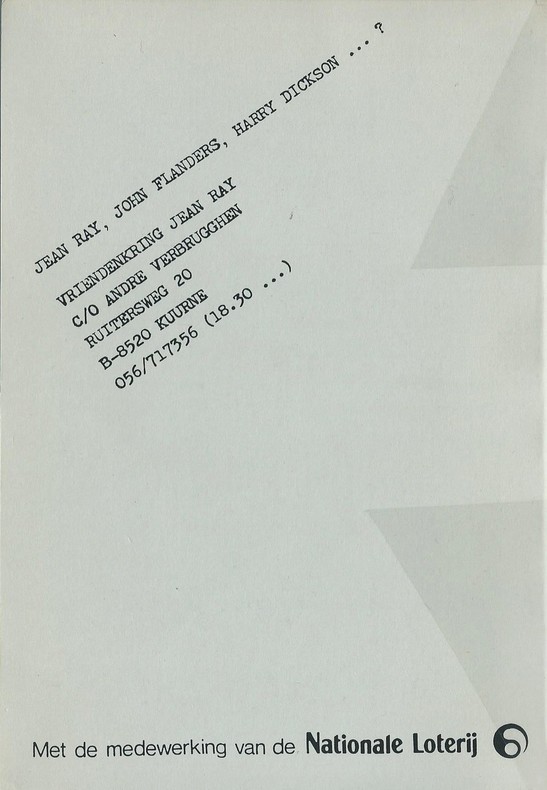 JEAN RAY, JOHN FLANDERS, HARRY DICKSON ... ?
VRIENDENKRING JEAN RAY
C/O ANDRE VERBRUGGHEN
RUITERSWEG 20
B-8520 KUURNE
056/717356 (18.30 ...)
Met de medewerking van de Nationale Loterij